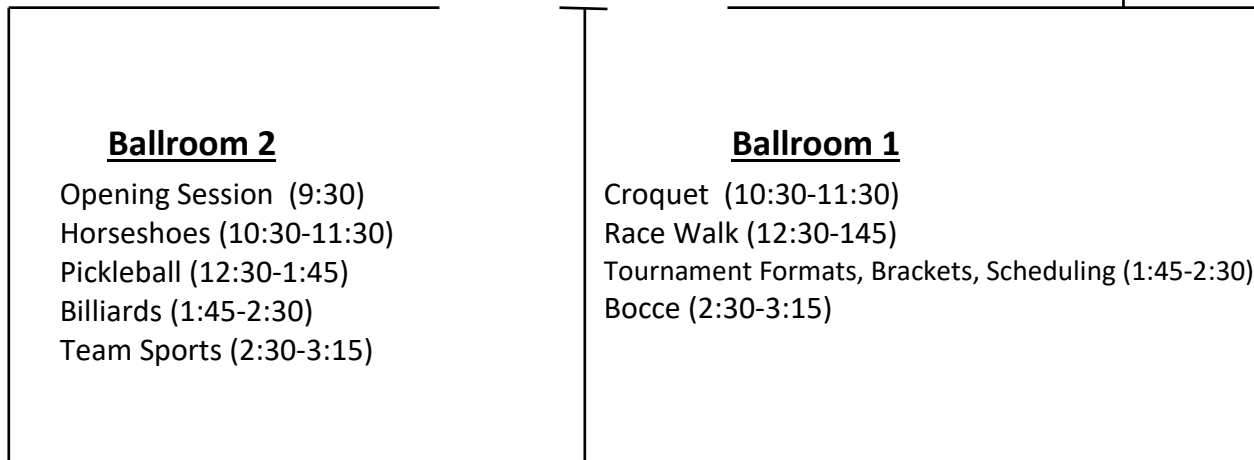 Ballroom 2
Opening Session  (9:30)
Horseshoes (10:30-11:30)
Pickleball (12:30-1:45)
Billiards (1:45-2:30)
Team Sports (2:30-3:15)
Ballroom 1
Croquet  (10:30-11:30)
Race Walk (12:30-145)
Tournament Formats, Brackets, Scheduling (1:45-2:30)
Bocce (2:30-3:15)